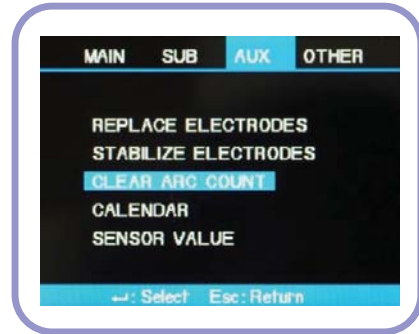 MAIN SUB AUX OTHER
REPLACE ELECTRODES
STABILIZE ELECTRODES
CLEAR ARC COUNT
CALENDAR
SENSOR VALUE
↵: Select Esc: Return